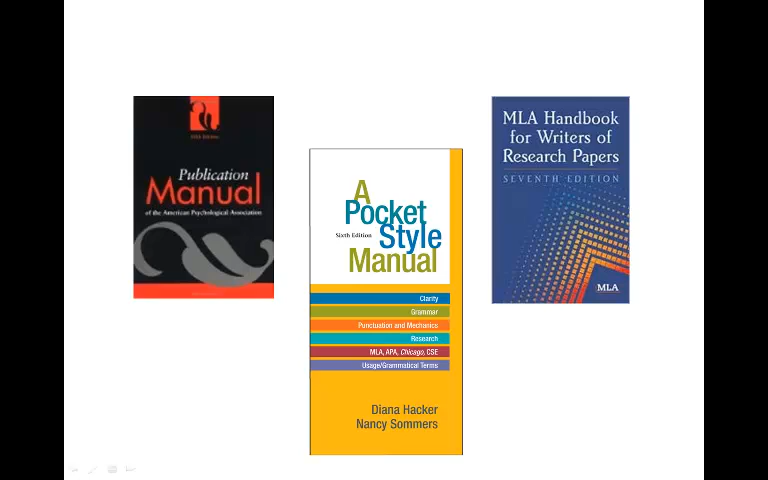 Fifth Edition
Publication
Manual
of the American Psychological Association
A
Pocket
Sixth Edition Style
Manual
Clarity
Grammar
Punctuation and Mechanics
Research
MLA, APA, Chicago, CSE
Usage/Grammatical Terms
Diana Hacker
Nancy Sommers
MLA Handbook
for Writers of
Research Papers
SEVENTH EDITION
MLA